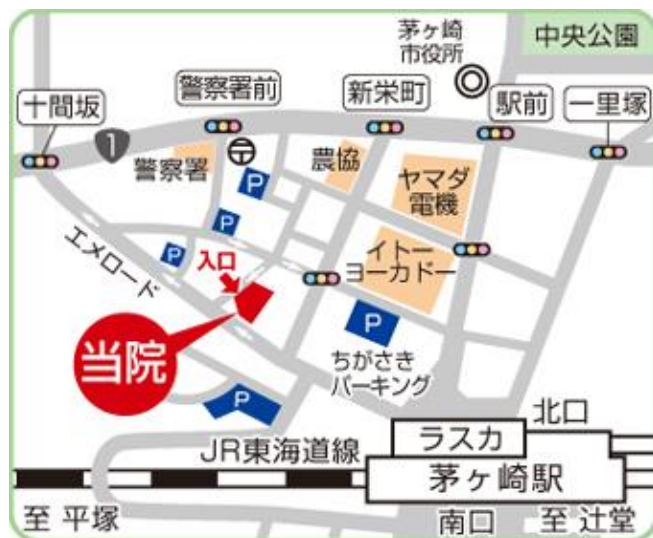 茅ヶ崎
市役所
中央公園
警察署前
新栄町
駅前
一里塚
十間坂
1
〒
警察署
農協
ヤマダ
電機
P
P
P
エメロード
入口
イトー
ヨーカドー
当院
P
ちがさき
パーキング
P
JR東海道線
ラスカ
北口
茅ヶ崎駅
至 平塚
南口
至 辻堂